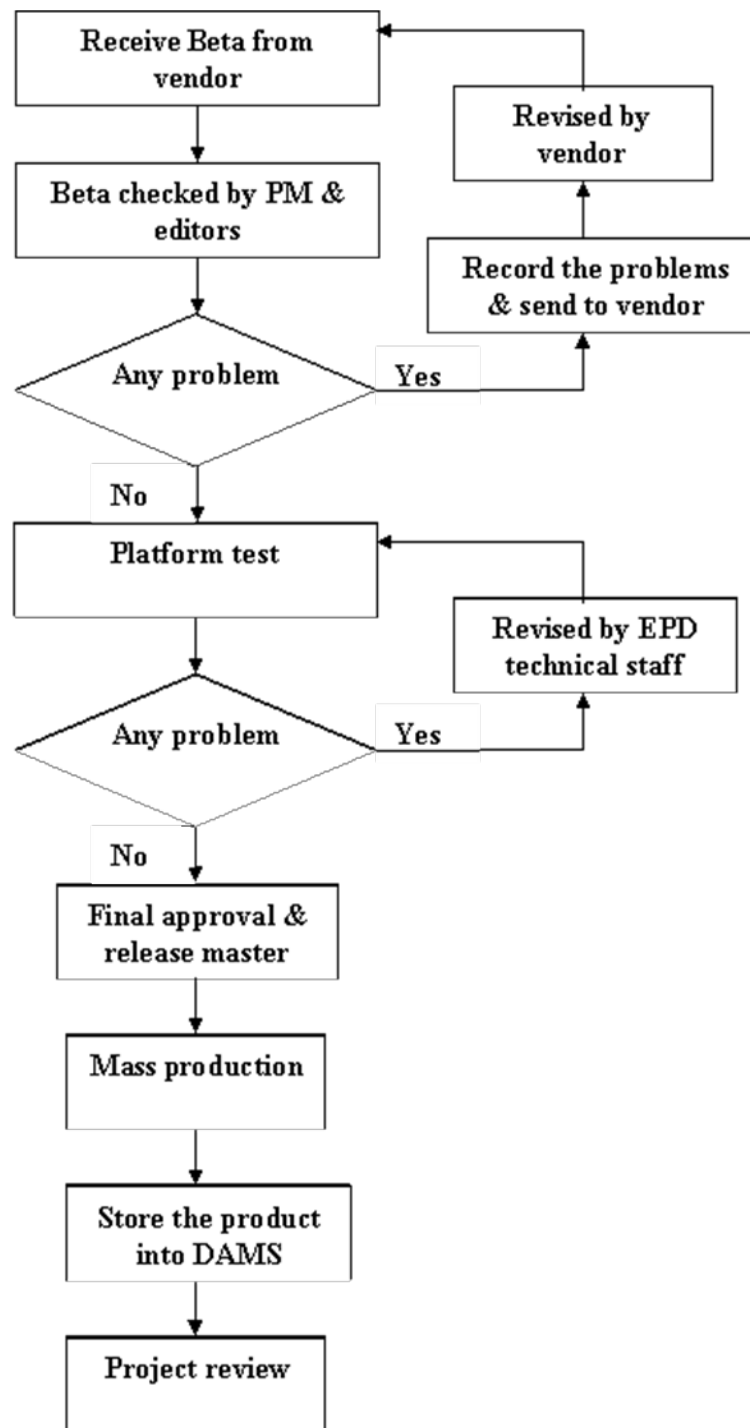 Receive Beta from
vendor
Revised by
vendor
Beta checked by PM &
editors
Record the problems
& send to vendor
Any problem
Yes
No
Platform test
Revised by EPD
technical staff
Any problem
Yes
No
Final approval &
release master
Mass production
Store the product
into DAMS
Project review